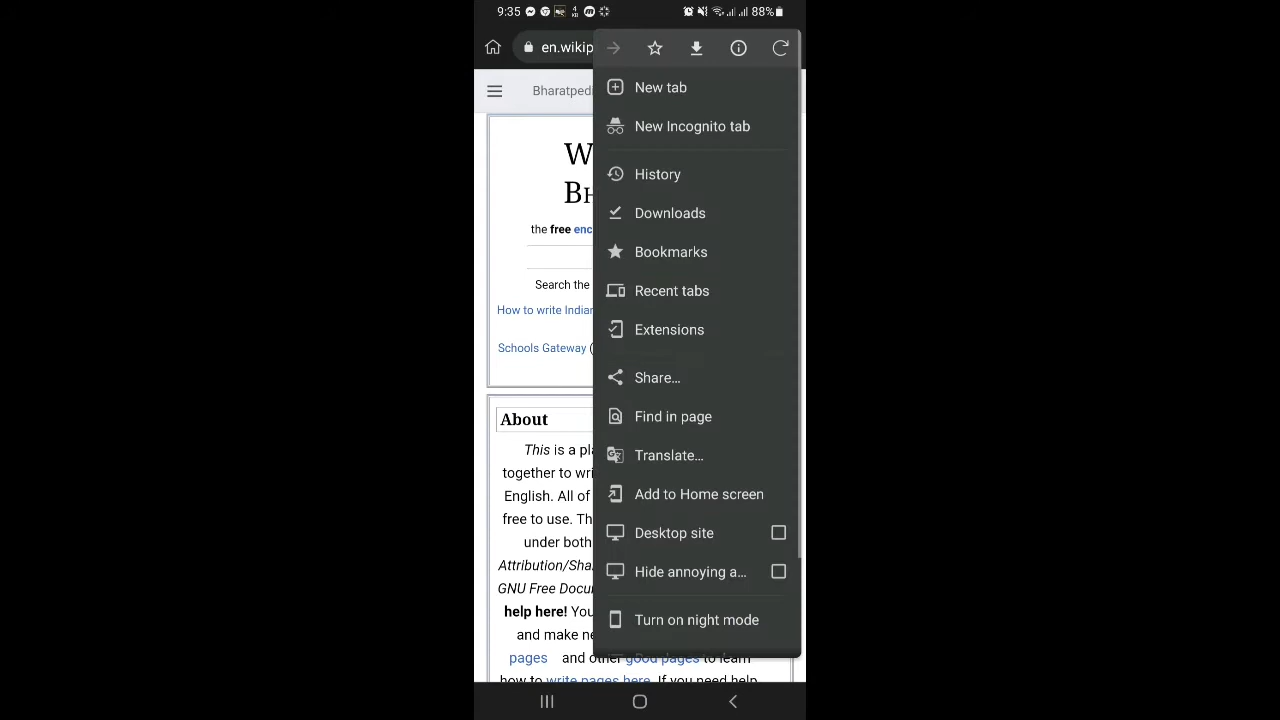 9:35
4
KB
88%
en.wikip
Bharatped
New tab
New Incognito tab
History
Downloads
Bookmarks
Recent tabs
Extensions
Share…
Find in page
Translate…
Add to Home screen
Desktop site
Hide annoying a…
Turn on night mode
W
BH
the free enc
Search the
How to write Indian
Schools Gateway (
About
This is a pla
together to wri
English. All of
free to use. Th
under both
Attribution/Sha
GNU Free Docu
help here! You
and make ne
pages and other good pages to learn
how to write pages here. If you need help